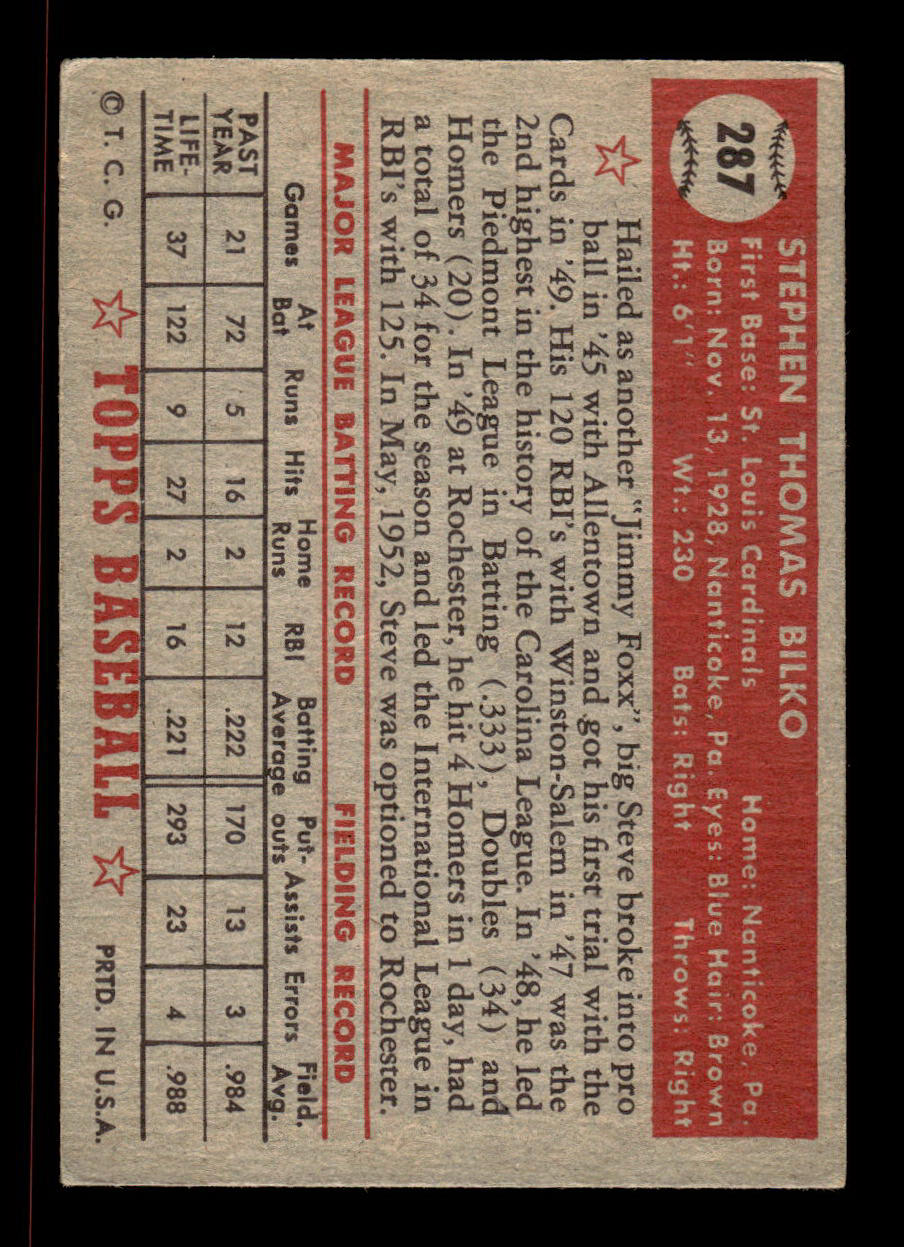 287
STEPHEN THOMAS BILKO
First Base: St. Louis Cardinals Home: Nanticoke, Pa.
Born: Nov. 13, 1928, Nanticoke, Pa. Eyes: Blue Hair: Brown
Ht.: 6'1" Wt.: 230 Bats: Right Throws: Right
Hailed as another "Jimmy Foxx", big Steve broke into pro
ball in '45 with Allentown and got his first trial with the
Cards in '49. His 120 RBI's with Winston-Salem in '47 was the
2nd highest in the history of the Carolina League. In '48, he led
the Piedmont League in Batting (.333), Doubles (34) and
Homers (20). In '49 at Rochester, he hit 4 Homers in 1 day, had
a total of 34 for the season and led the International League in
RBI's with 125. In May, 1952, Steve was optioned to Rochester.
MAJOR LEAGUE BATTING RECORD FIELDING RECORD
Games At Bat Runs Hits Home Runs RBI Batting Average Put-outs Assists Errors Field. Avg.
PAST YEAR 21 72 5 16 2 12 .222 170 13 3 .984
LIFE-TIME 37 122 9 27 2 16 .221 293 23 4 .988
© T. C. G. TOPPS BASEBALL PRTD. IN U.S.A.